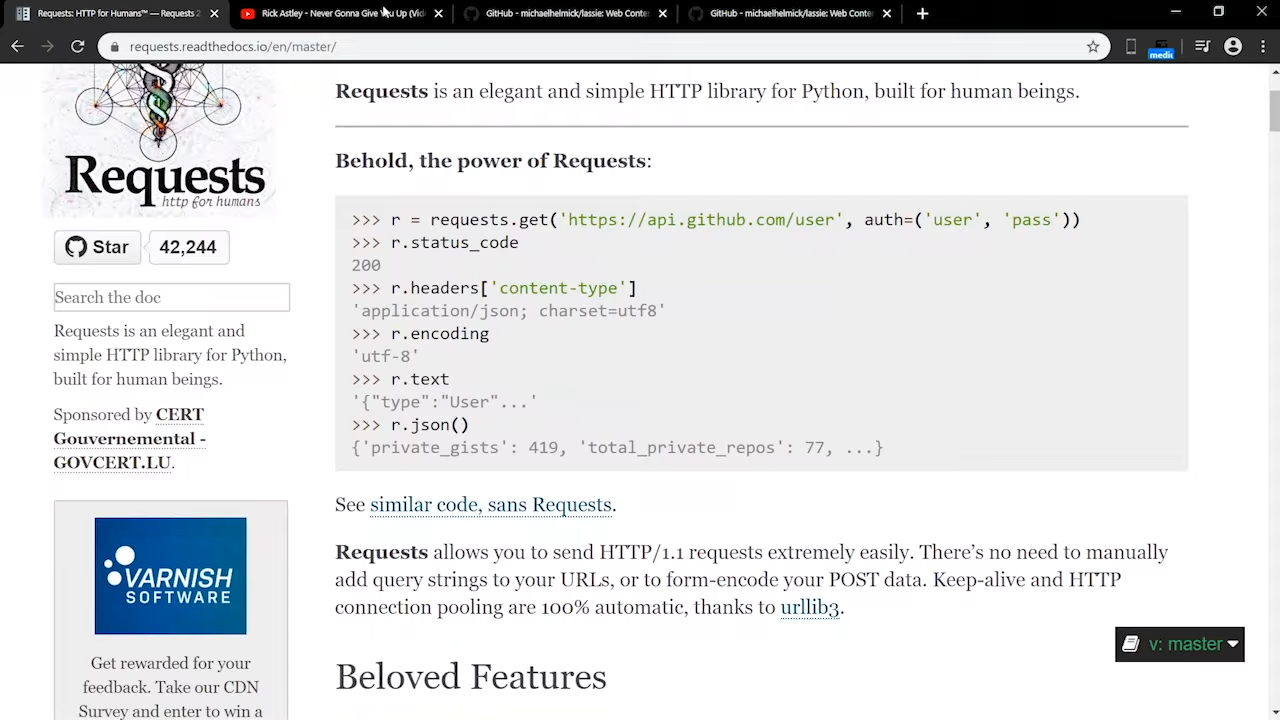 Requests: HTTP for Humans™ — Requests 2
Rick Astley - Never Gonna Give You Up (Vid
GitHub - michaelhelmick/lassie: Web Conten
GitHub - michaelhelmick/lassie: Web Conten
requests.readthedocs.io/en/master/
Requests
http for humans
Star 42,244
Search the doc
Requests is an elegant and
simple HTTP library for Python,
built for human beings.
Sponsored by CERT
Gouvernemental -
GOVCERT.LU.
VARNISH
SOFTWARE
Get rewarded for your
feedback. Take our CDN
Survey and enter to win a
Requests is an elegant and simple HTTP library for Python, built for human beings.
Behold, the power of Requests:
>>> r = requests.get('https://api.github.com/user', auth=('user', 'pass'))
>>> r.status_code
200
>>> r.headers['content-type']
'application/json; charset=utf8'
>>> r.encoding
'utf-8'
>>> r.text
'{"type":"User"...'
>>> r.json()
{'private_gists': 419, 'total_private_repos': 77, ...}
See similar code, sans Requests.
Requests allows you to send HTTP/1.1 requests extremely easily. There's no need to manually
add query strings to your URLs, or to form-encode your POST data. Keep-alive and HTTP
connection pooling are 100% automatic, thanks to urllib3.
Beloved Features
v: master